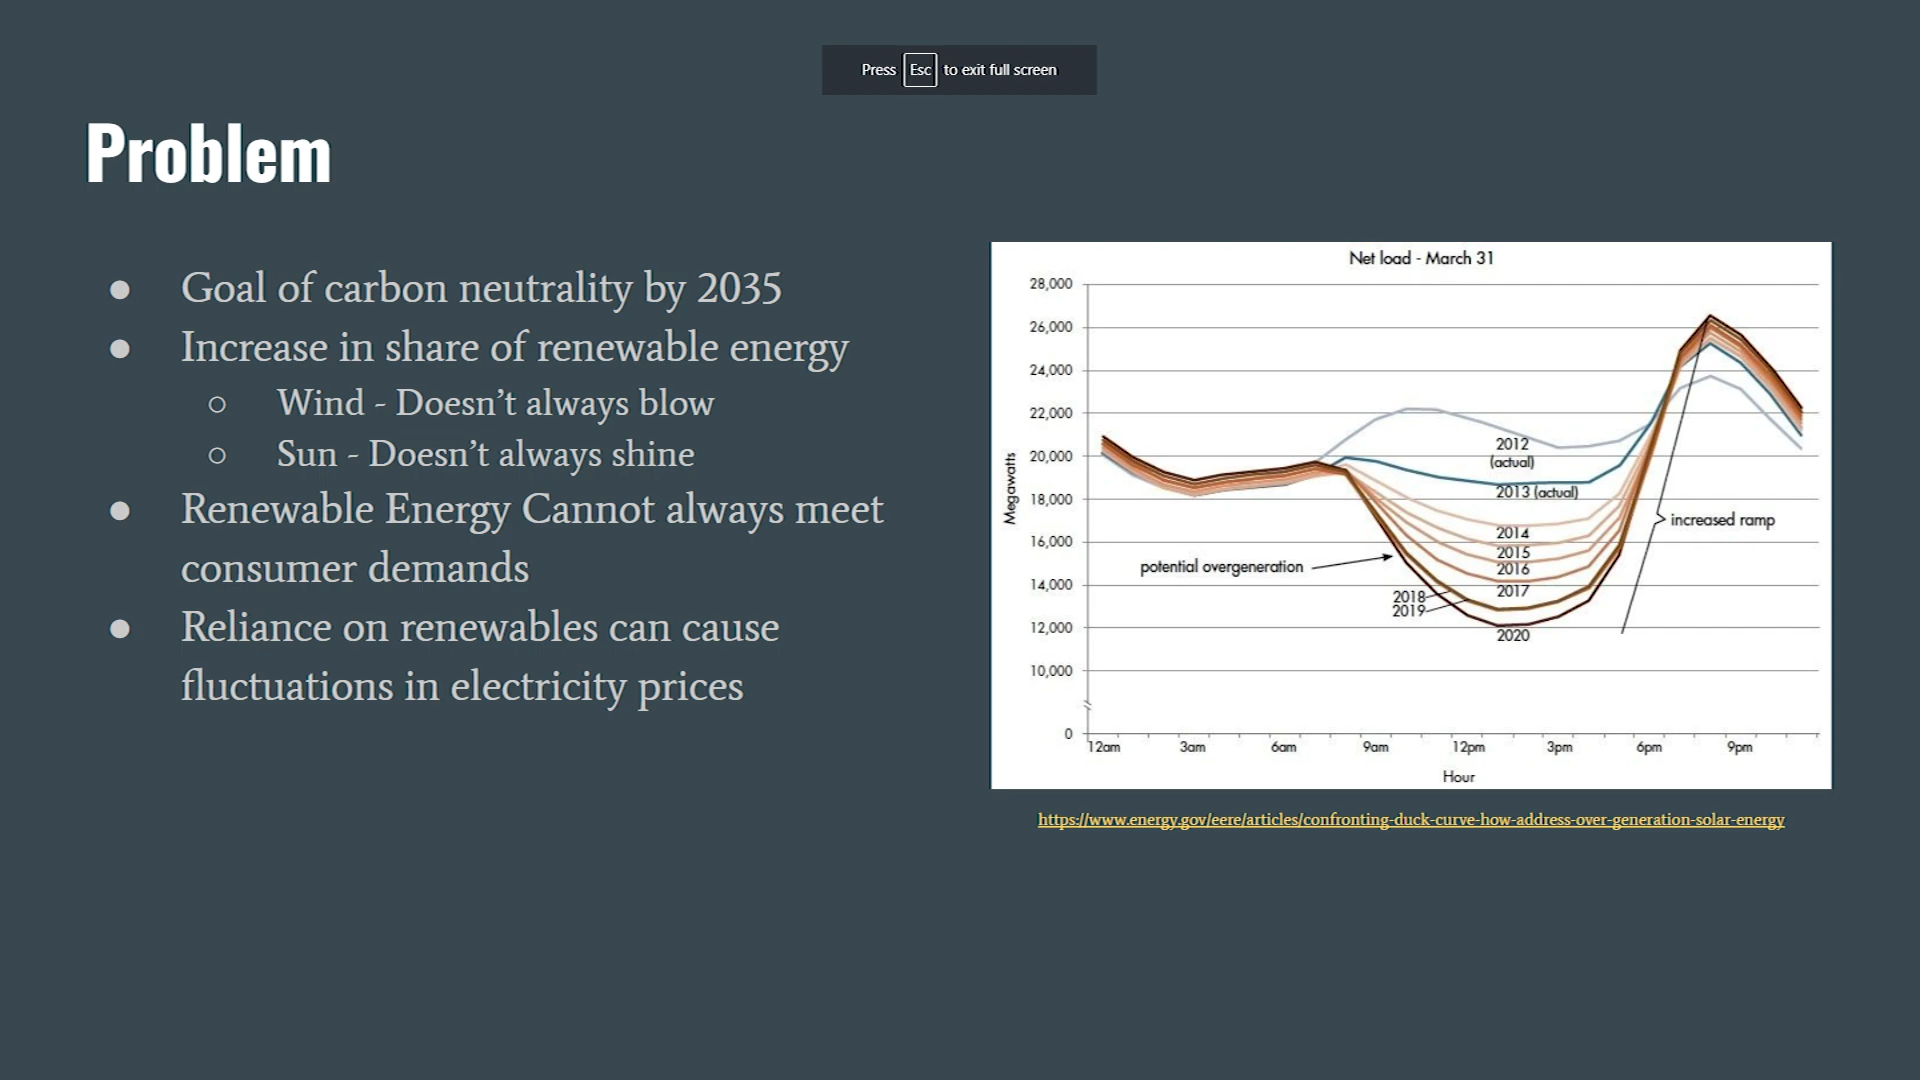 Press Esc to exit full screen
Problem
● Goal of carbon neutrality by 2035
● Increase in share of renewable energy
○ Wind - Doesn’t always blow
○ Sun - Doesn’t always shine
● Renewable Energy Cannot always meet
consumer demands
● Reliance on renewables can cause
fluctuations in electricity prices
Net load - March 31
28,000
26,000
24,000
22,000
20,000
18,000
16,000
14,000
12,000
10,000
0
Megawatts
2012
(actual)
2013 (actual)
2014
2015
2016
2017
2018
2019
2020
potential overgeneration
increased ramp
12am 3am 6am 9am 12pm 3pm 6pm 9pm
Hour
https://www.energy.gov/eere/articles/confronting-duck-curve-how-address-over-generation-solar-energy